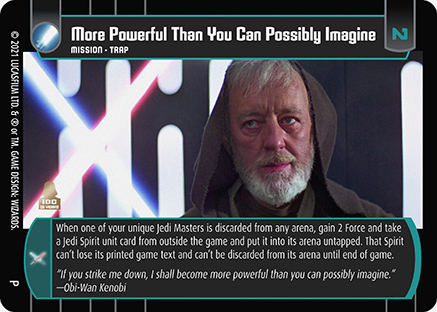 More Powerful Than You Can Possibly Imagine
MISSION - TRAP
N
© 2021 LUCASFILM LTD. & ® or TM. GAME DESIGN: WIZARDS.
IDC
P
When one of your unique Jedi Masters is discarded from any arena, gain 2 Force and take
a Jedi Spirit unit card from outside the game and put it into its arena untapped. That Spirit
can't lose its printed game text and can't be discarded from its arena until end of game.
"If you strike me down, I shall become more powerful than you can possibly imagine."
—Obi-Wan Kenobi